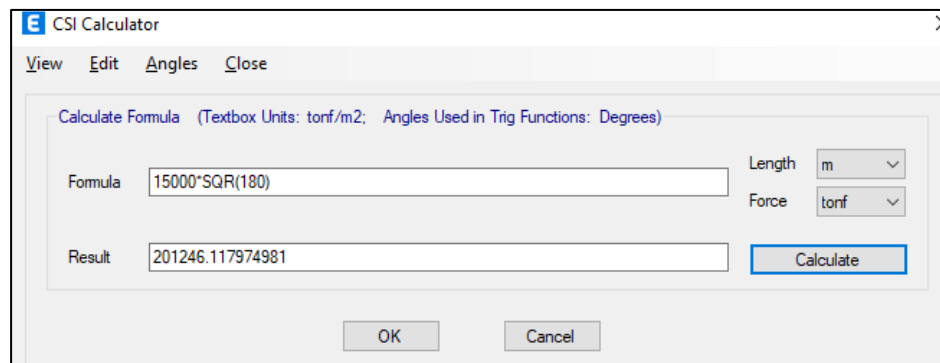 E CSI Calculator
View Edit Angles Close
Calculate Formula (Textbox Units: tonf/m2; Angles Used in Trig Functions: Degrees)
Formula 15000*SQR(180) Length m
Force tonf
Result 201246.117974981 Calculate
OK Cancel